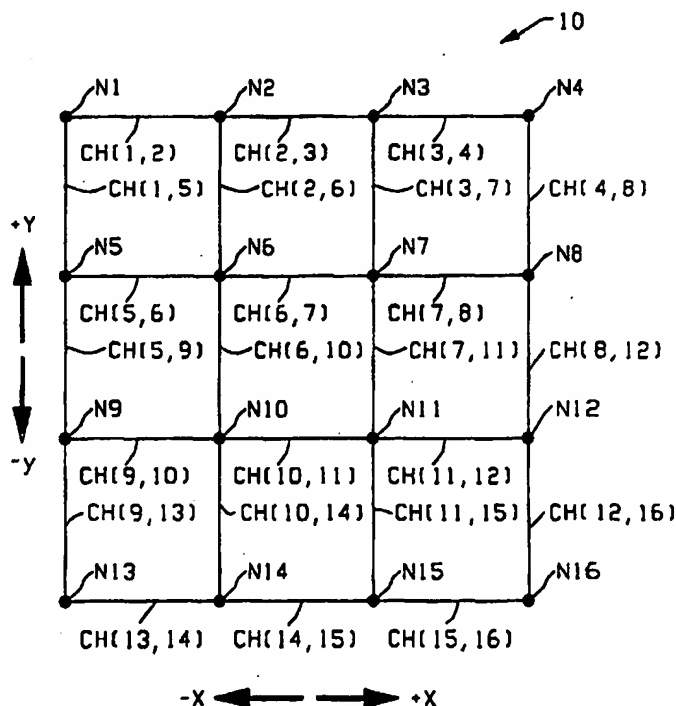 10
N1 N2 N3 N4
CH(1,2) CH(2,3) CH(3,4)
CH(1,5) CH(2,6) CH(3,7) CH(4,8)
+Y
N5 N6 N7 N8
CH(5,6) CH(6,7) CH(7,8)
CH(5,9) CH(6,10) CH(7,11) CH(8,12)
N9 N10 N11 N12
-Y
CH(9,10) CH(10,11) CH(11,12)
CH(9,13) CH(10,14) CH(11,15) CH(12,16)
N13 N14 N15 N16
CH(13,14) CH(14,15) CH(15,16)
-X +X